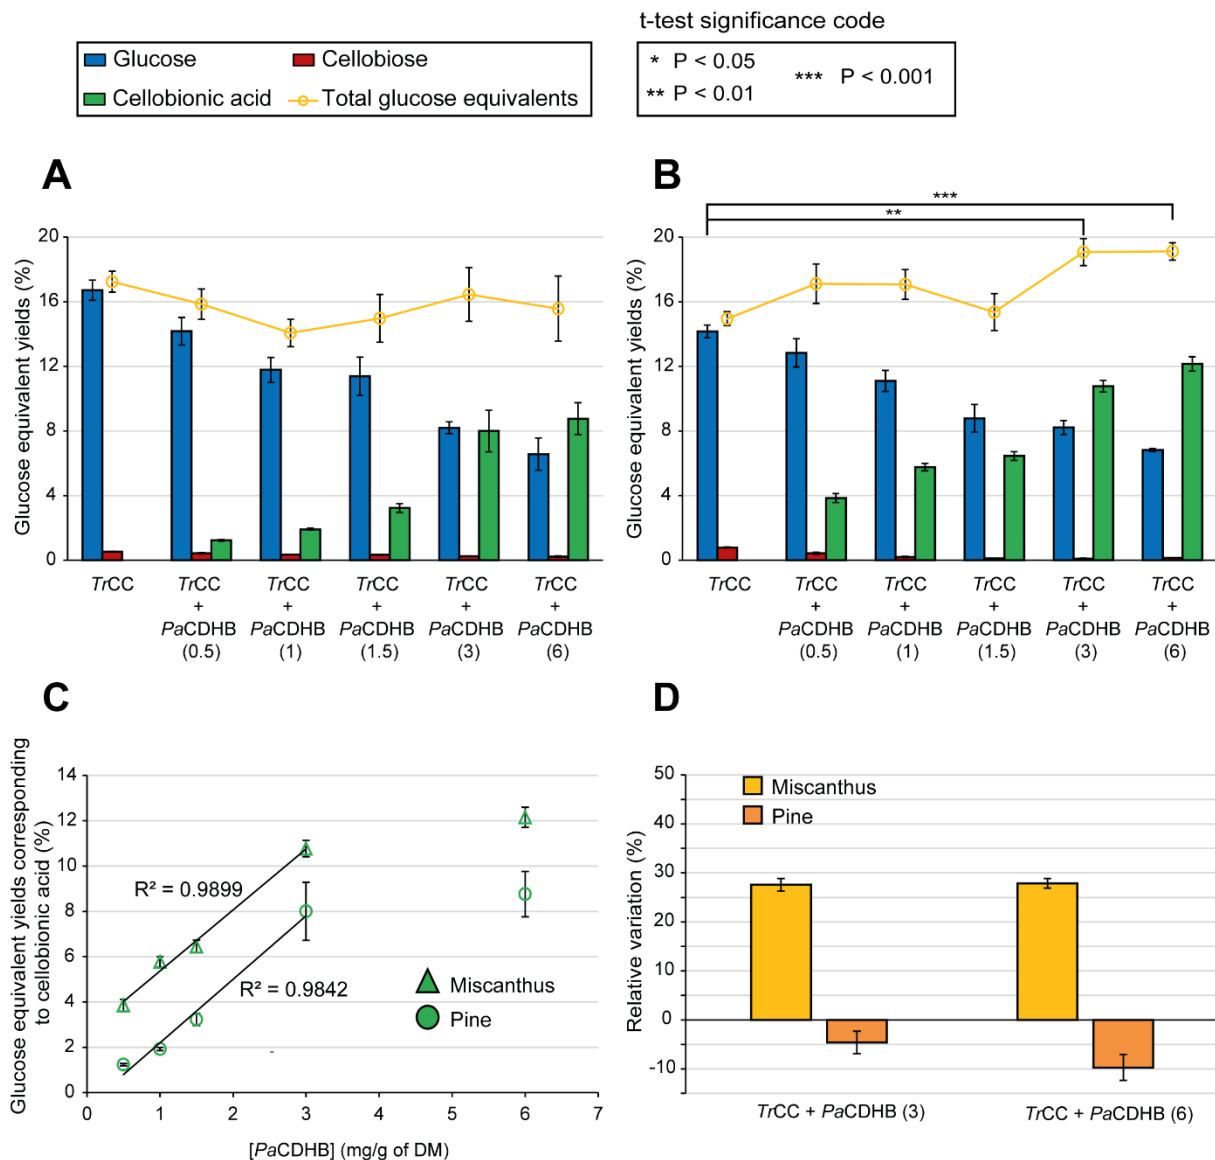 t-test significance code
Glucose
Cellobiose
Cellobionic acid
Total glucose equivalents
* P < 0.05
** P < 0.01
*** P < 0.001
A
Glucose equivalent yields (%)
20
16
12
8
4
0
TrCC
TrCC + PaCDHB (0.5)
TrCC + PaCDHB (1)
TrCC + PaCDHB (1.5)
TrCC + PaCDHB (3)
TrCC + PaCDHB (6)
B
***
**
Glucose equivalent yields (%)
20
16
12
8
4
0
TrCC
TrCC + PaCDHB (0.5)
TrCC + PaCDHB (1)
TrCC + PaCDHB (1.5)
TrCC + PaCDHB (3)
TrCC + PaCDHB (6)
C
Glucose equivalent yields corresponding
to cellobionic acid (%)
14
12
10
8
6
4
2
0
R² = 0.9899
R² = 0.9842
Miscanthus
Pine
0 1 2 3 4 5 6 7
[PaCDHB] (mg/g of DM)
D
Relative variation (%)
50
40
30
20
10
0
-10
Miscanthus
Pine
TrCC + PaCDHB (3)
TrCC + PaCDHB (6)